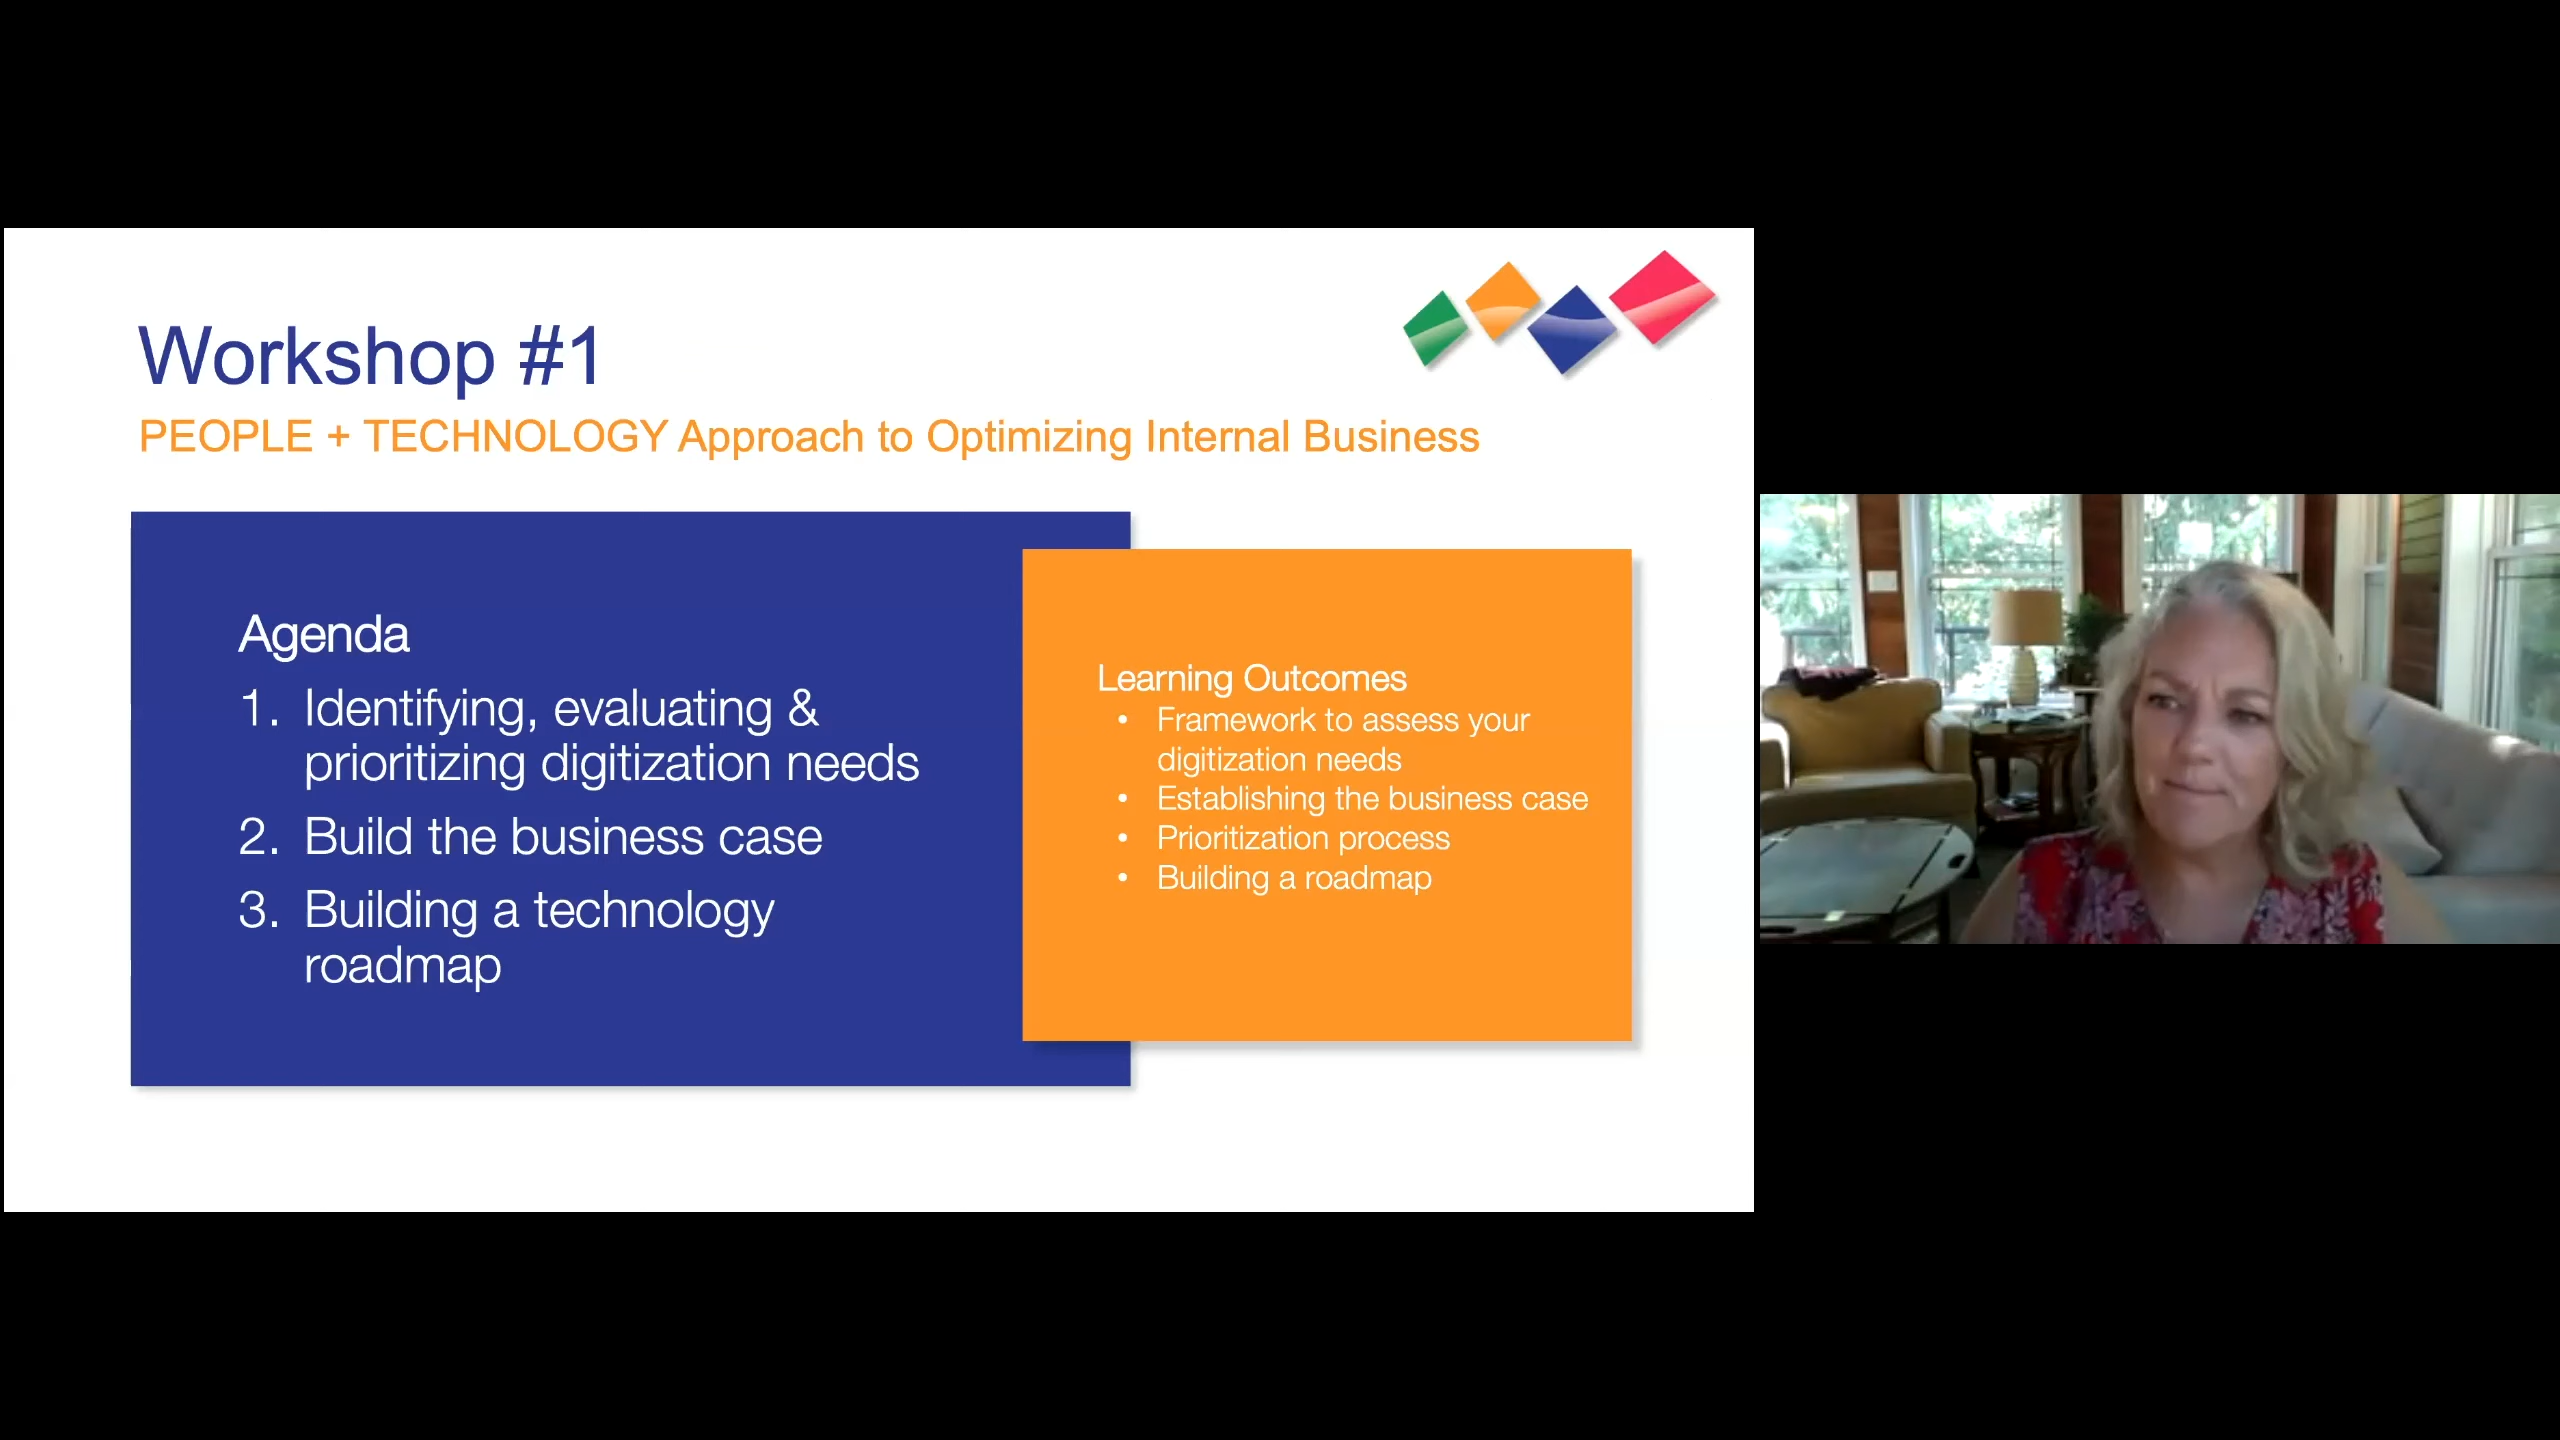 Workshop #1
PEOPLE + TECHNOLOGY Approach to Optimizing Internal Business
Agenda
1. Identifying, evaluating &
prioritizing digitization needs
2. Build the business case
3. Building a technology
roadmap
Learning Outcomes
• Framework to assess your
digitization needs
• Establishing the business case
• Prioritization process
• Building a roadmap